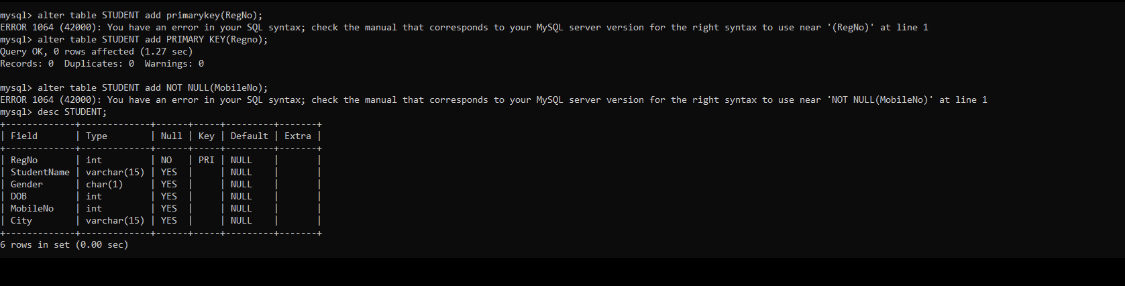 mysql> alter table STUDENT add primarykey(RegNo);
ERROR 1064 (42000): You have an error in your SQL syntax; check the manual that corresponds to your MySQL server version for the right syntax to use near '(RegNo)' at line 1
mysql> alter table STUDENT add PRIMARY KEY(Regno);
Query OK, 0 rows affected (1.27 sec)
Records: 0  Duplicates: 0  Warnings: 0

mysql> alter table STUDENT add NOT NULL(MobileNo);
ERROR 1064 (42000): You have an error in your SQL syntax; check the manual that corresponds to your MySQL server version for the right syntax to use near 'NOT NULL(MobileNo)' at line 1
mysql> desc STUDENT;
+-------------+-------------+------+-----+---------+-------+
| Field       | Type        | Null | Key | Default | Extra |
+-------------+-------------+------+-----+---------+-------+
| RegNo       | int         | NO   | PRI | NULL    |       |
| StudentName | varchar(15) | YES  |     | NULL    |       |
| Gender      | char(1)     | YES  |     | NULL    |       |
| DOB         | int         | YES  |     | NULL    |       |
| MobileNo    | int         | YES  |     | NULL    |       |
| City        | varchar(15) | YES  |     | NULL    |       |
+-------------+-------------+------+-----+---------+-------+
6 rows in set (0.00 sec)